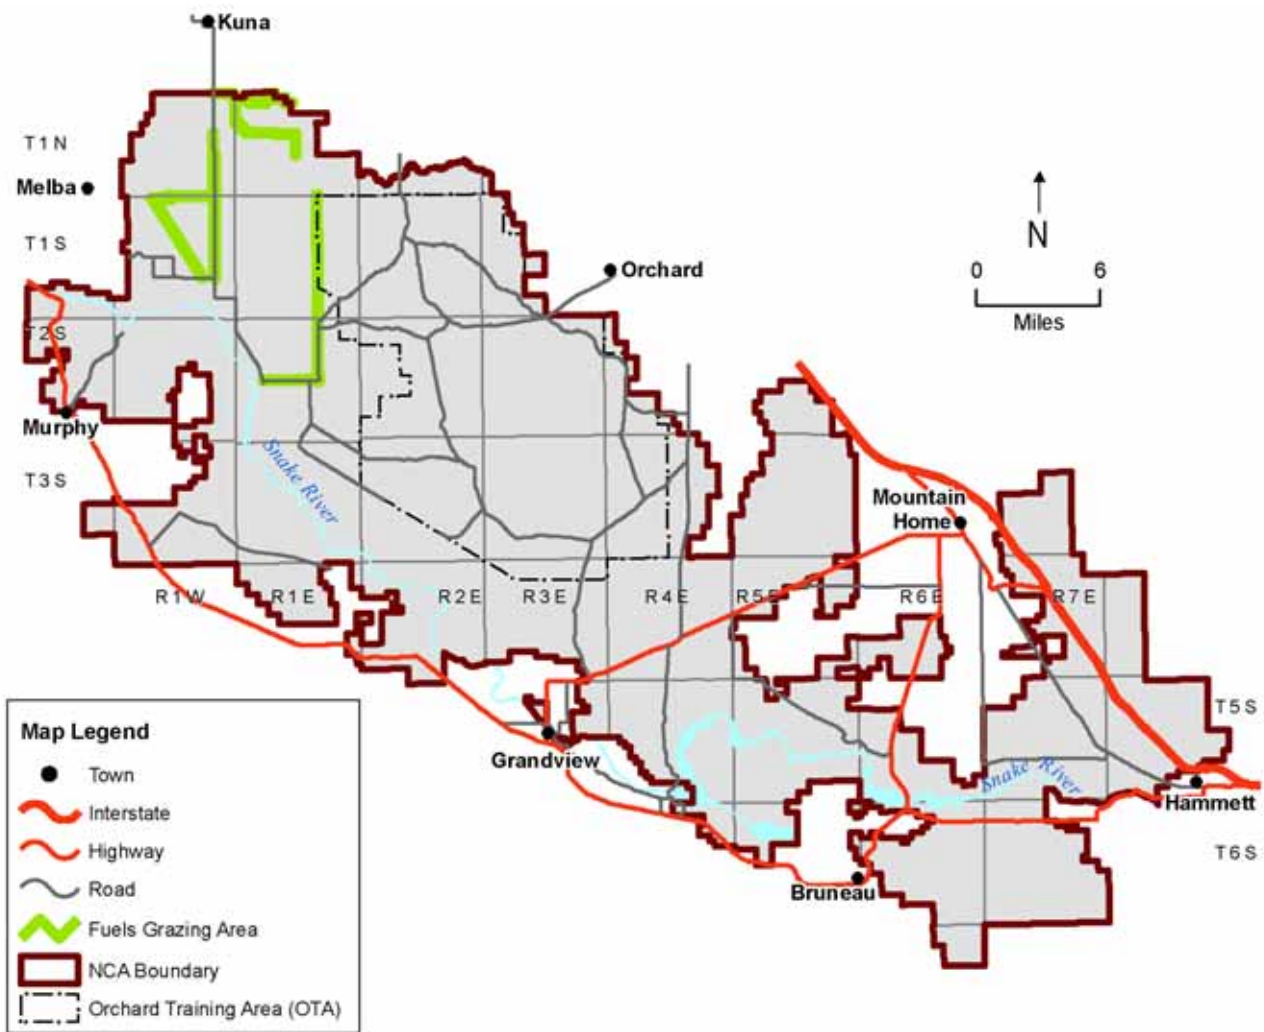 Kuna
T1N
Melba
T1S
Orchard
N
0 6
Miles
T2S
Murphy
Snake River
T3S
Mountain
Home
R1W R1E R2E R3E R4E R5E R6E R7E
T5S
Grandview
Snake River
Hammett
T6S
Bruneau
Map Legend
Town
Interstate
Highway
Road
Fuels Grazing Area
NCA Boundary
Orchard Training Area (OTA)